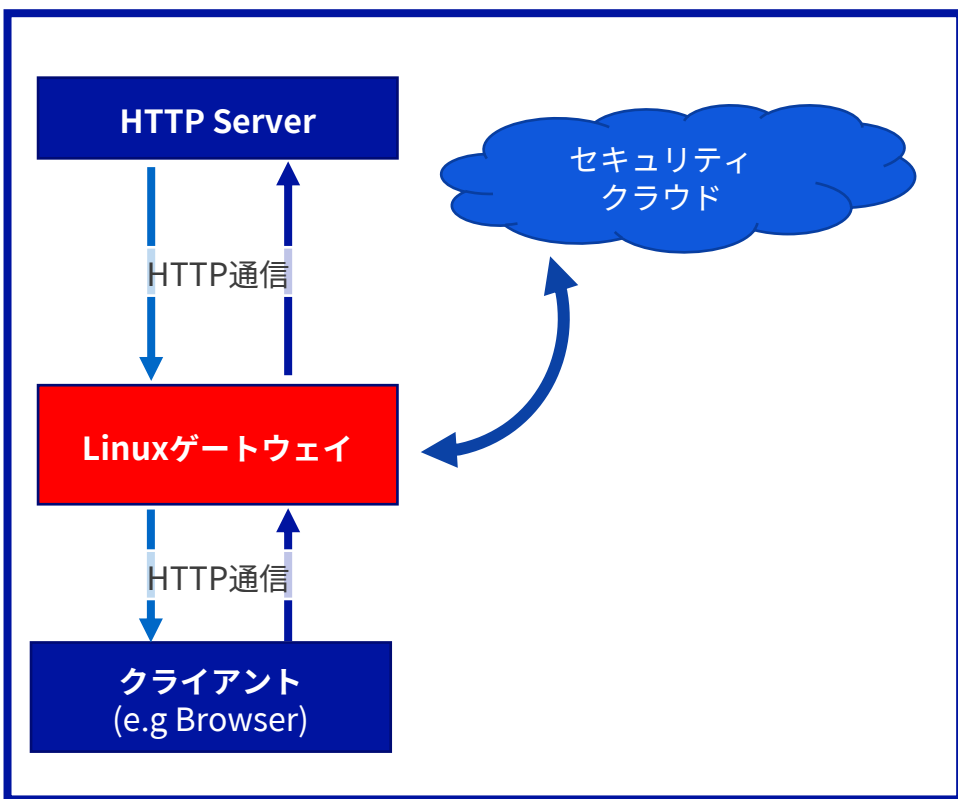 HTTP Server
セキュリティ
クラウド
HTTP通信
Linuxゲートウェイ
HTTP通信
クライアント
(e.g Browser)